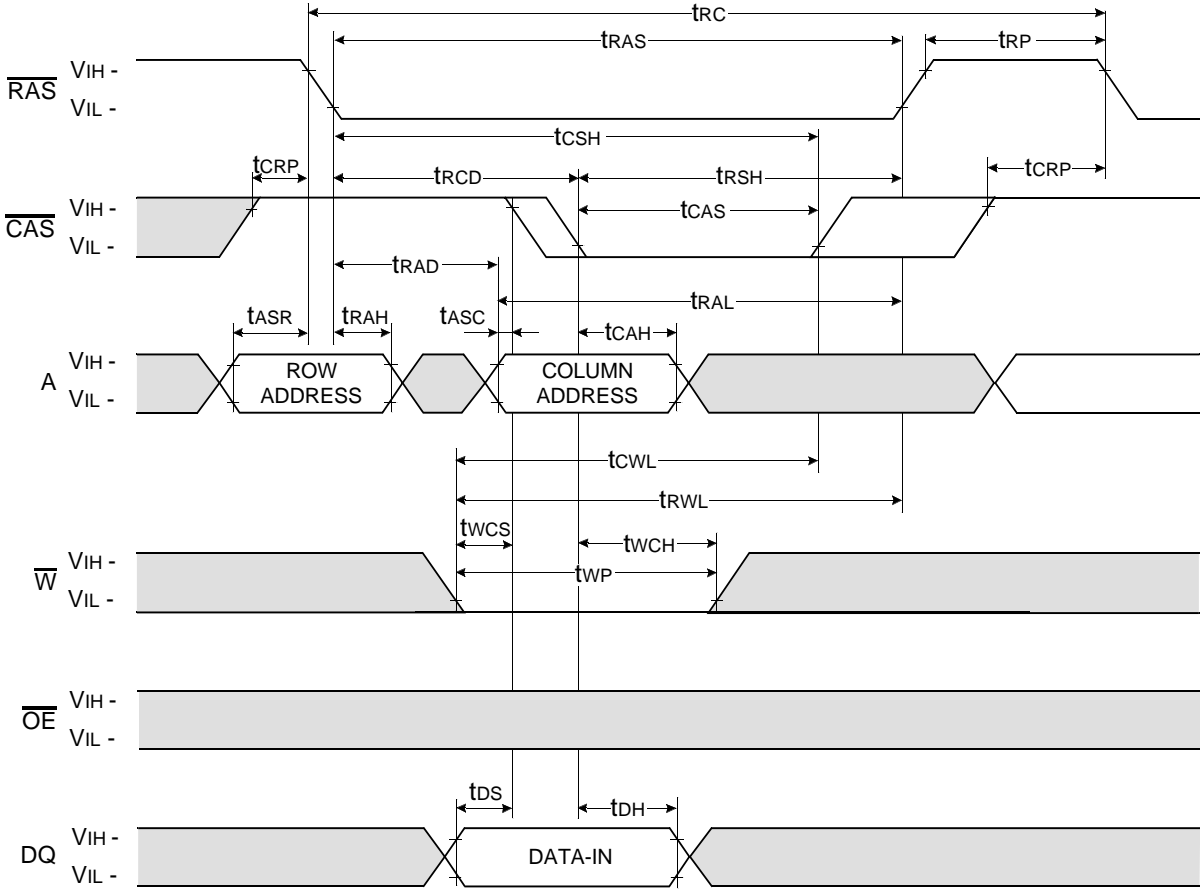 tRC
tRAS
tRP
RAS
VIH -
VIL -
tCSH
tCRP
tRCD
tRSH
tCRP
CAS
VIH -
VIL -
tCAS
tRAD
tRAL
tASR
tRAH
tASC
tCAH
A
VIH -
VIL -
ROW
ADDRESS
COLUMN
ADDRESS
tCWL
tRWL
tWCS
tWCH
tWP
W
VIH -
VIL -
OE
VIH -
VIL -
tDS
tDH
DQ
VIH -
VIL -
DATA-IN